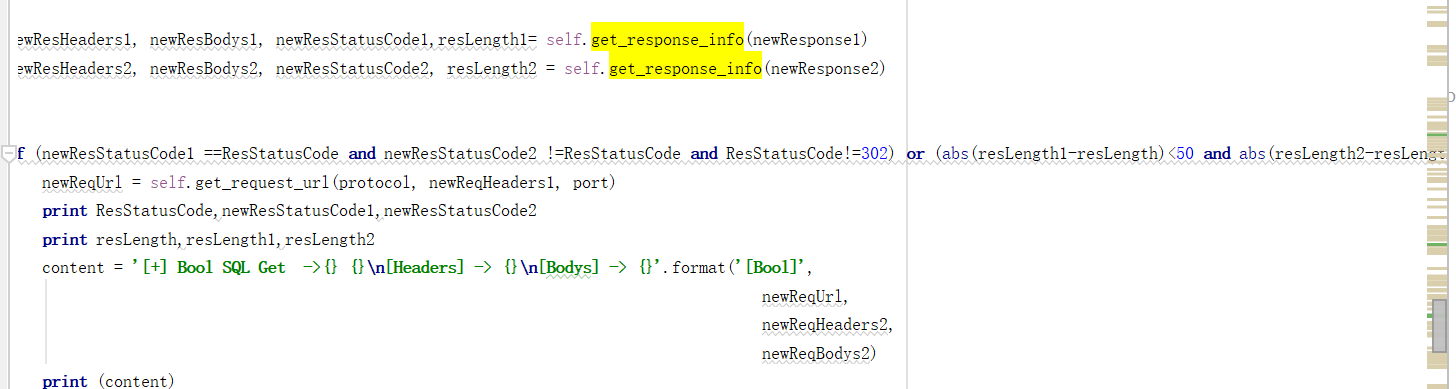 ewResHeaders1, newResBodys1, newResStatusCode1,resLength1= self.get_response_info(newResponse1)
ewResHeaders2, newResBodys2, newResStatusCode2, resLength2 = self.get_response_info(newResponse2)
f (newResStatusCode1 ==ResStatusCode and newResStatusCode2 !=ResStatusCode and ResStatusCode!=302) or (abs(resLength1-resLength)<50 and abs(resLength2-resLengt
newReqUrl = self.get_request_url(protocol, newReqHeaders1, port)
print ResStatusCode,newResStatusCode1,newResStatusCode2
print resLength,resLength1,resLength2
content = '[+] Bool SQL Get  ->{} {}\n[Headers] -> {}\n[Bodys] -> {}'.format('[Bool]',
newReqUrl,
newReqHeaders2,
newReqBodys2)
print (content)